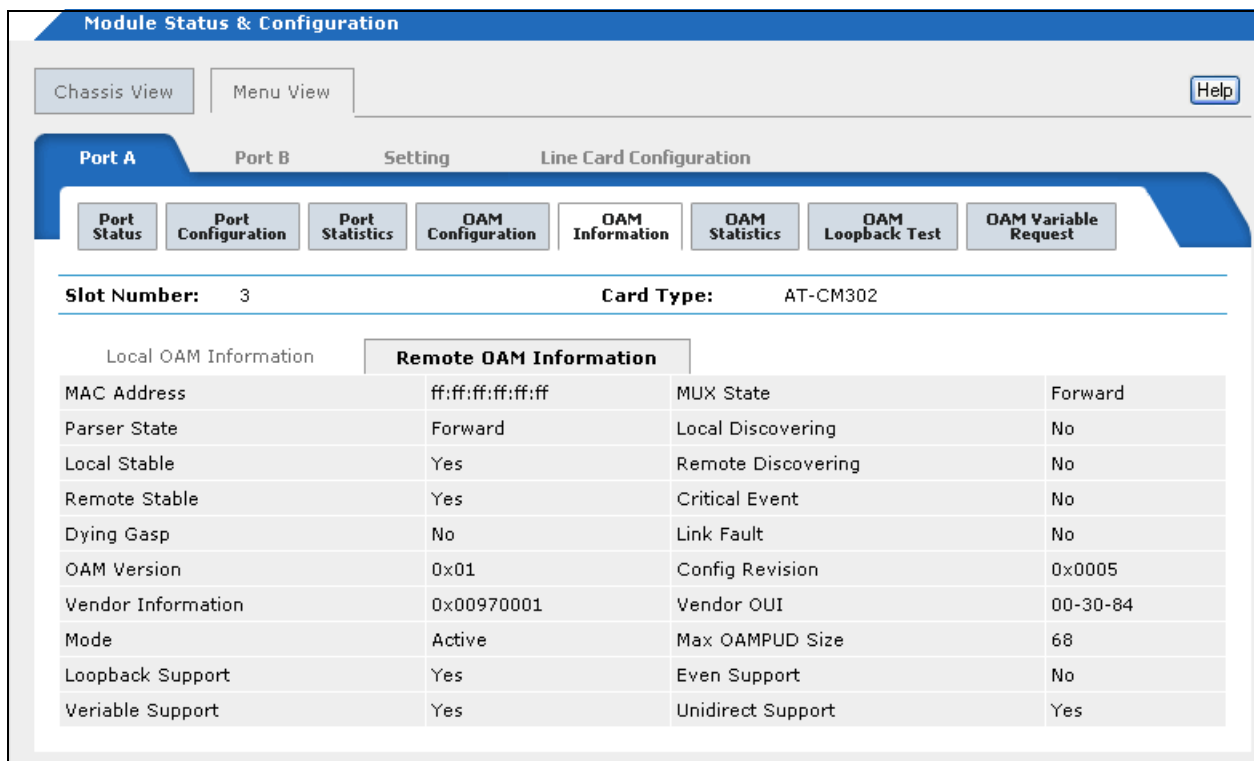 Module Status & Configuration
Chassis View Menu View Help
Port A Port B Setting Line Card Configuration
Port Status Port Configuration Port Statistics OAM Configuration OAM Information OAM Statistics OAM Loopback Test OAM Variable Request
Slot Number: 3 Card Type: AT-CM302
Local OAM Information Remote OAM Information
MAC Address ff:ff:ff:ff:ff:ff MUX State Forward
Parser State Forward Local Discovering No
Local Stable Yes Remote Discovering No
Remote Stable Yes Critical Event No
Dying Gasp No Link Fault No
OAM Version 0x01 Config Revision 0x0005
Vendor Information 0x00970001 Vendor OUI 00-30-84
Mode Active Max OAMPUD Size 68
Loopback Support Yes Even Support No
Veriable Support Yes Unidirect Support Yes